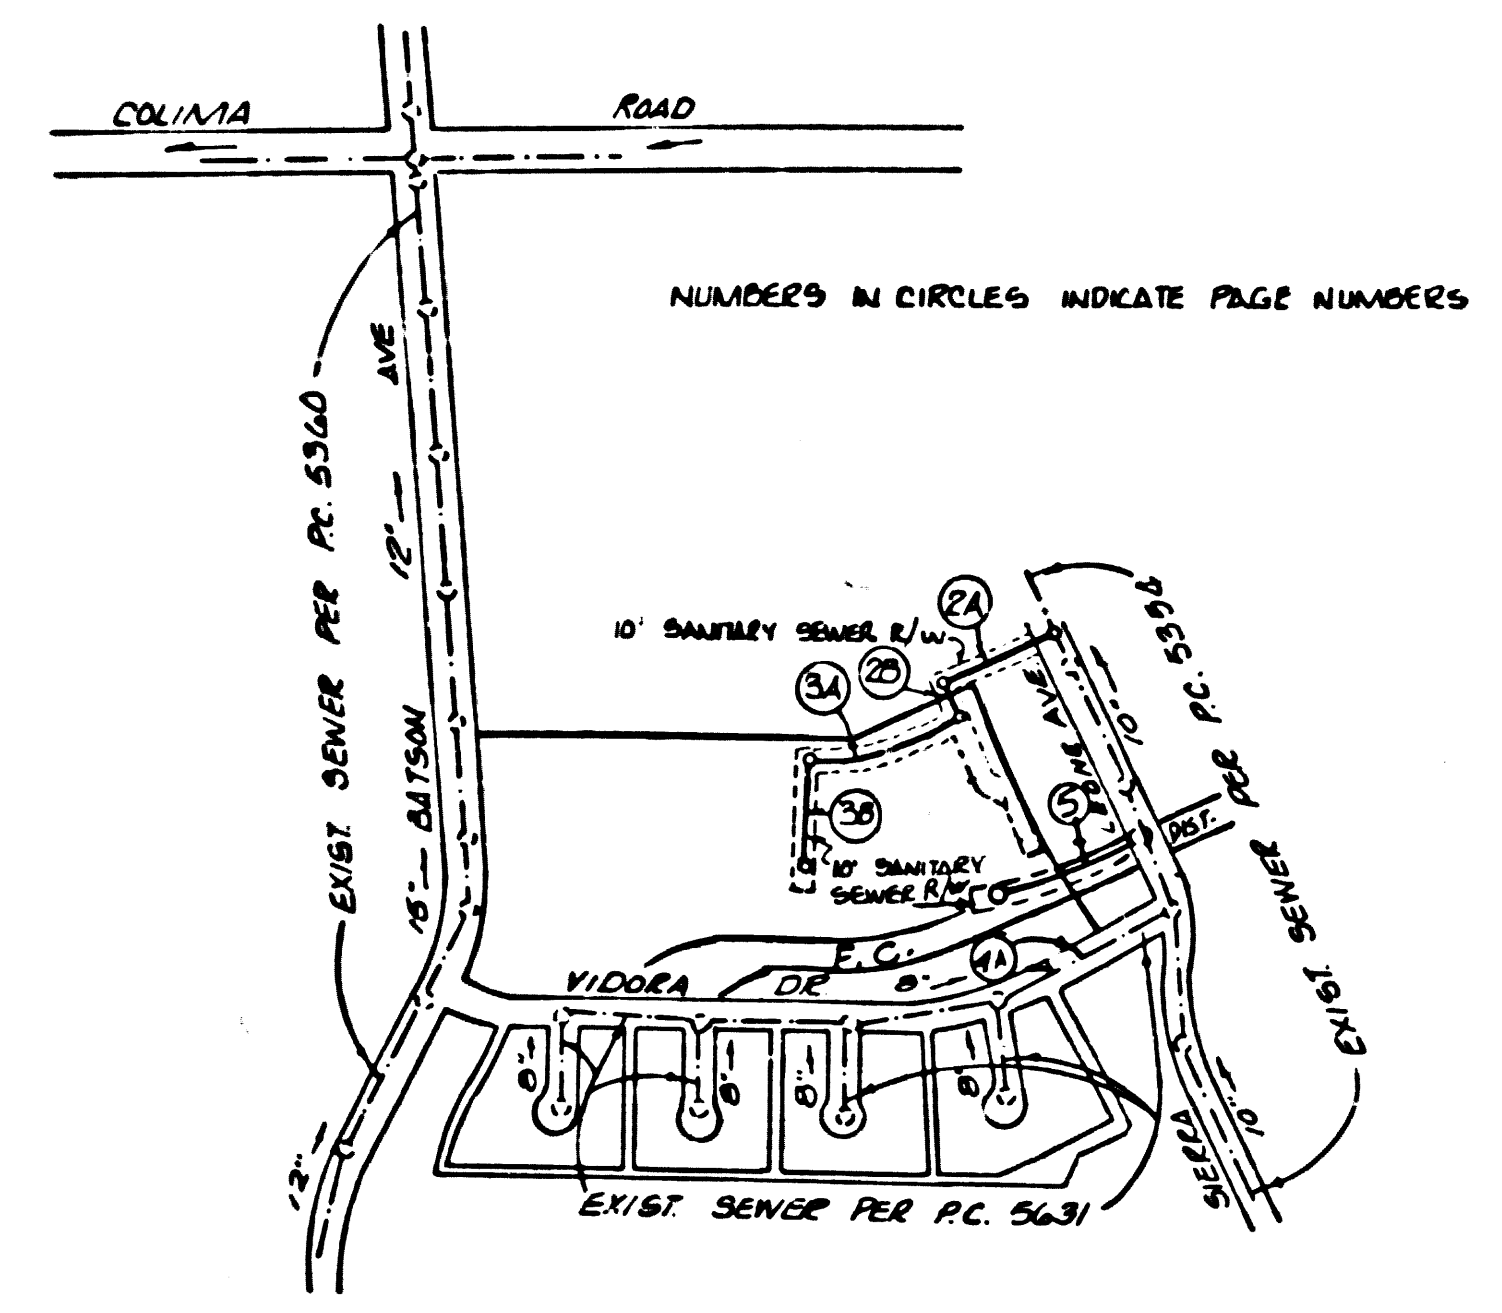 COLIMA ROAD
NUMBERS IN CIRCLES INDICATE PAGE NUMBERS
EXIST. SEWER PER P.C. 5360
15" — BATSON 12" — AVE
10' SANITARY SEWER R/W
2A
2B
3A
3B
5
4A
10' SANITARY
SEWER R/W
EXIST. SEWER PER P.C. 5354
10"
AVE
DIST.
F. C.
VIDORA DR.
8"
8"
8"
8"
8"
12"
SIERRA
10"
EXIST. SEWER PER P.C. 5631